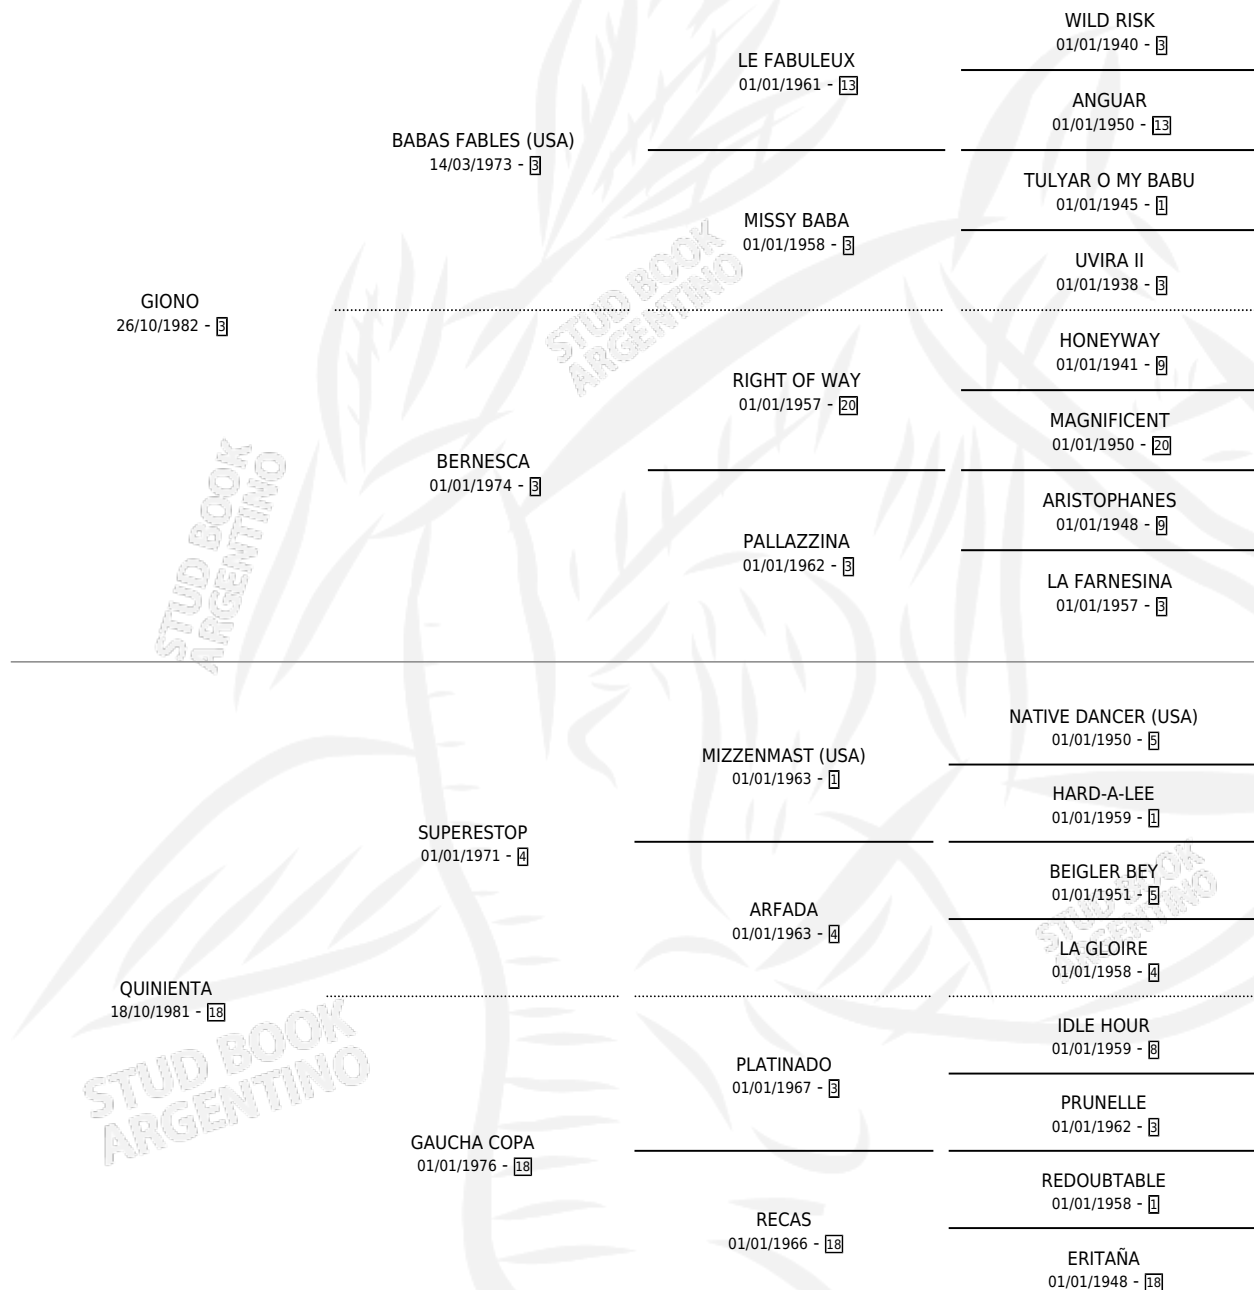 WILD RISK
01/01/1940 - 3
LE FABULEUX
01/01/1961 - 13
ANGUAR
01/01/1950 - 13
BABAS FABLES (USA)
14/03/1973 - 3
TULYAR O MY BABU
01/01/1945 - 1
MISSY BABA
01/01/1958 - 3
UVIRA II
01/01/1938 - 3
GIONO
26/10/1982 - 3
HONEYWAY
01/01/1941 - 9
RIGHT OF WAY
01/01/1957 - 20
MAGNIFICENT
01/01/1950 - 20
BERNESCA
01/01/1974 - 3
ARISTOPHANES
01/01/1948 - 9
PALLAZZINA
01/01/1962 - 3
LA FARNESINA
01/01/1957 - 3
STUD BOOK
ARGENTINO
STUD BOOK
ARGENTINO
NATIVE DANCER (USA)
01/01/1950 - 5
MIZZENMAST (USA)
01/01/1963 - 1
HARD-A-LEE
01/01/1959 - 1
SUPERESTOP
01/01/1971 - 4
BEIGLER BEY
01/01/1951 - 5
ARFADA
01/01/1963 - 4
LA GLOIRE
01/01/1958 - 4
STUD BOOK
ARGENTINO
QUINIENTA
18/10/1981 - 18
IDLE HOUR
01/01/1959 - 8
PLATINADO
01/01/1967 - 3
PRUNELLE
01/01/1962 - 3
GAUCHA COPA
01/01/1976 - 18
REDOUBTABLE
01/01/1958 - 1
RECAS
01/01/1966 - 18
ERITAÑA
01/01/1948 - 18
STUD BOOK
ARGENTINO